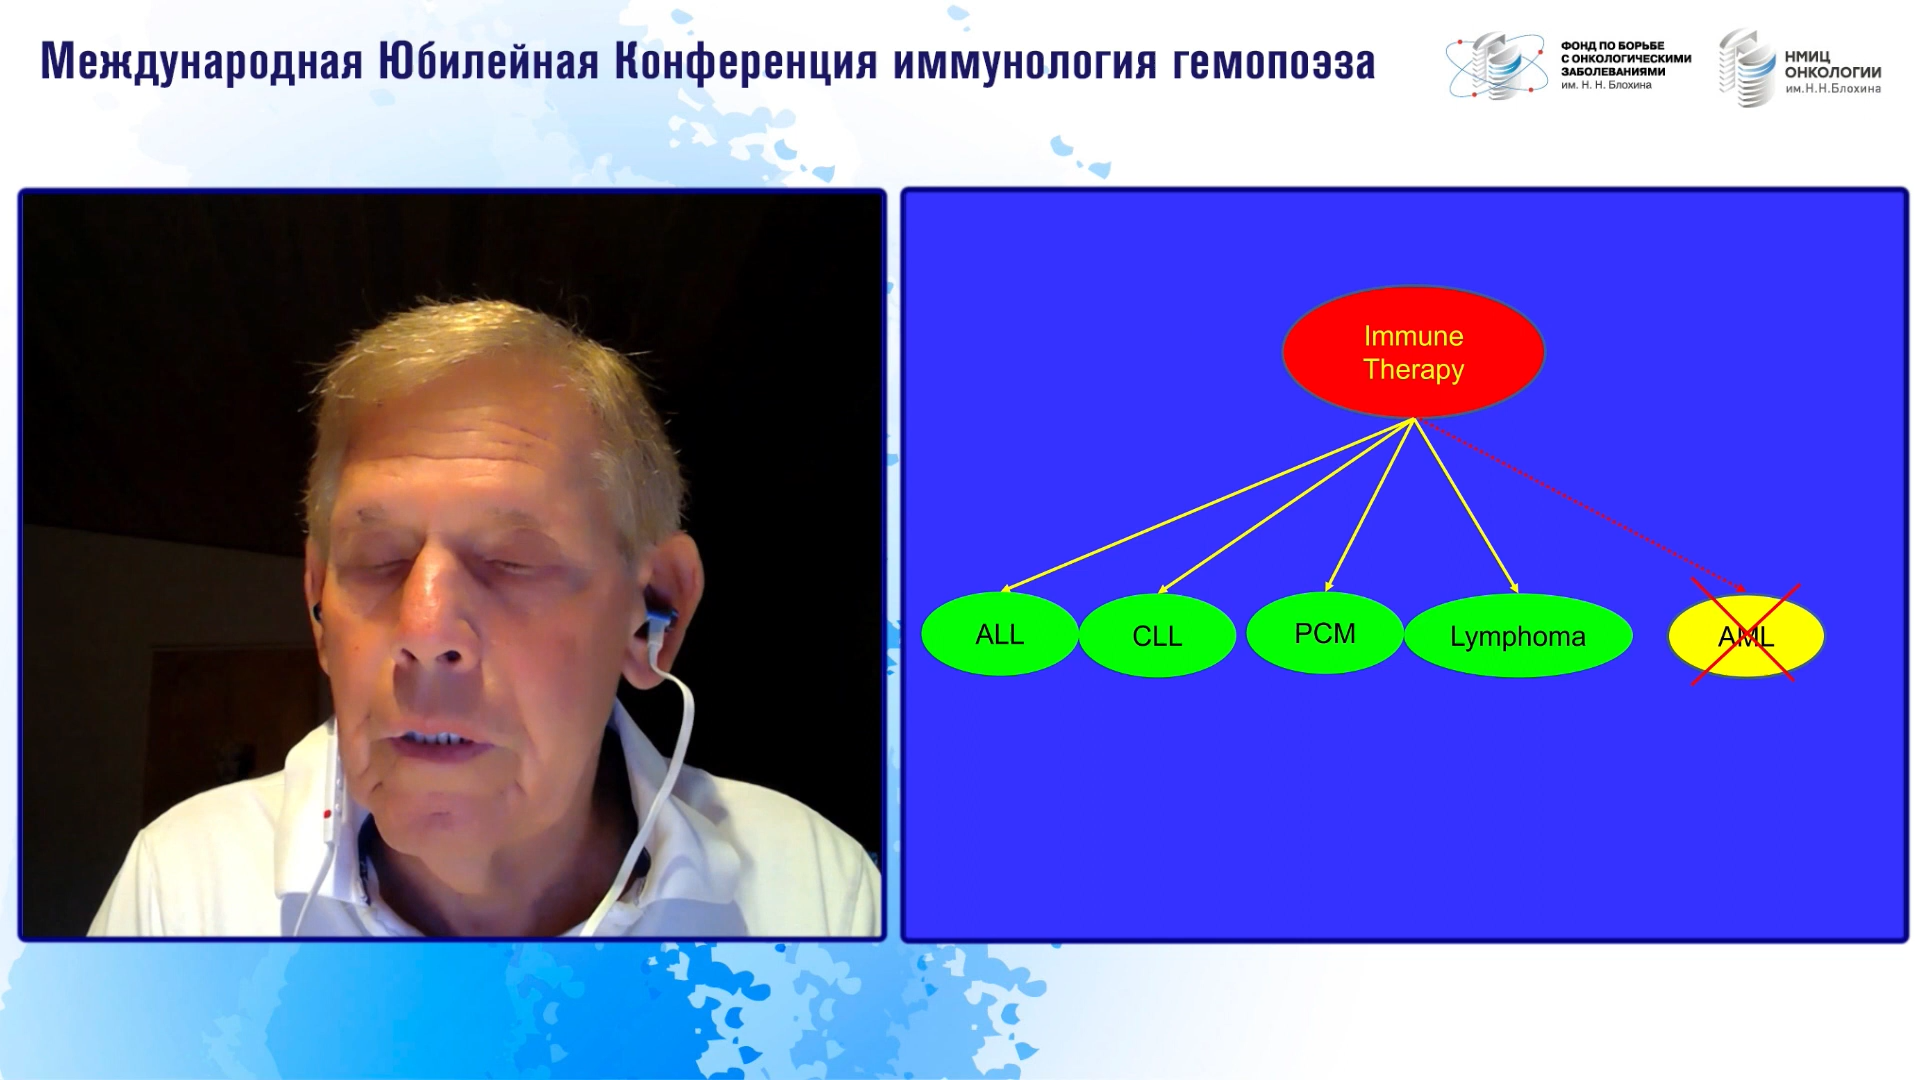 Международная Юбилейная Конференция иммунология гемопоэза
ФОНД ПО БОРЬБЕ
С ОНКОЛОГИЧЕСКИМИ
ЗАБОЛЕВАНИЯМИ
им. Н. Н. Блохина
НМИЦ
ОНКОЛОГИИ
им.Н.Н.Блохина
Immune
Therapy
ALL
CLL
PCM
Lymphoma
AML